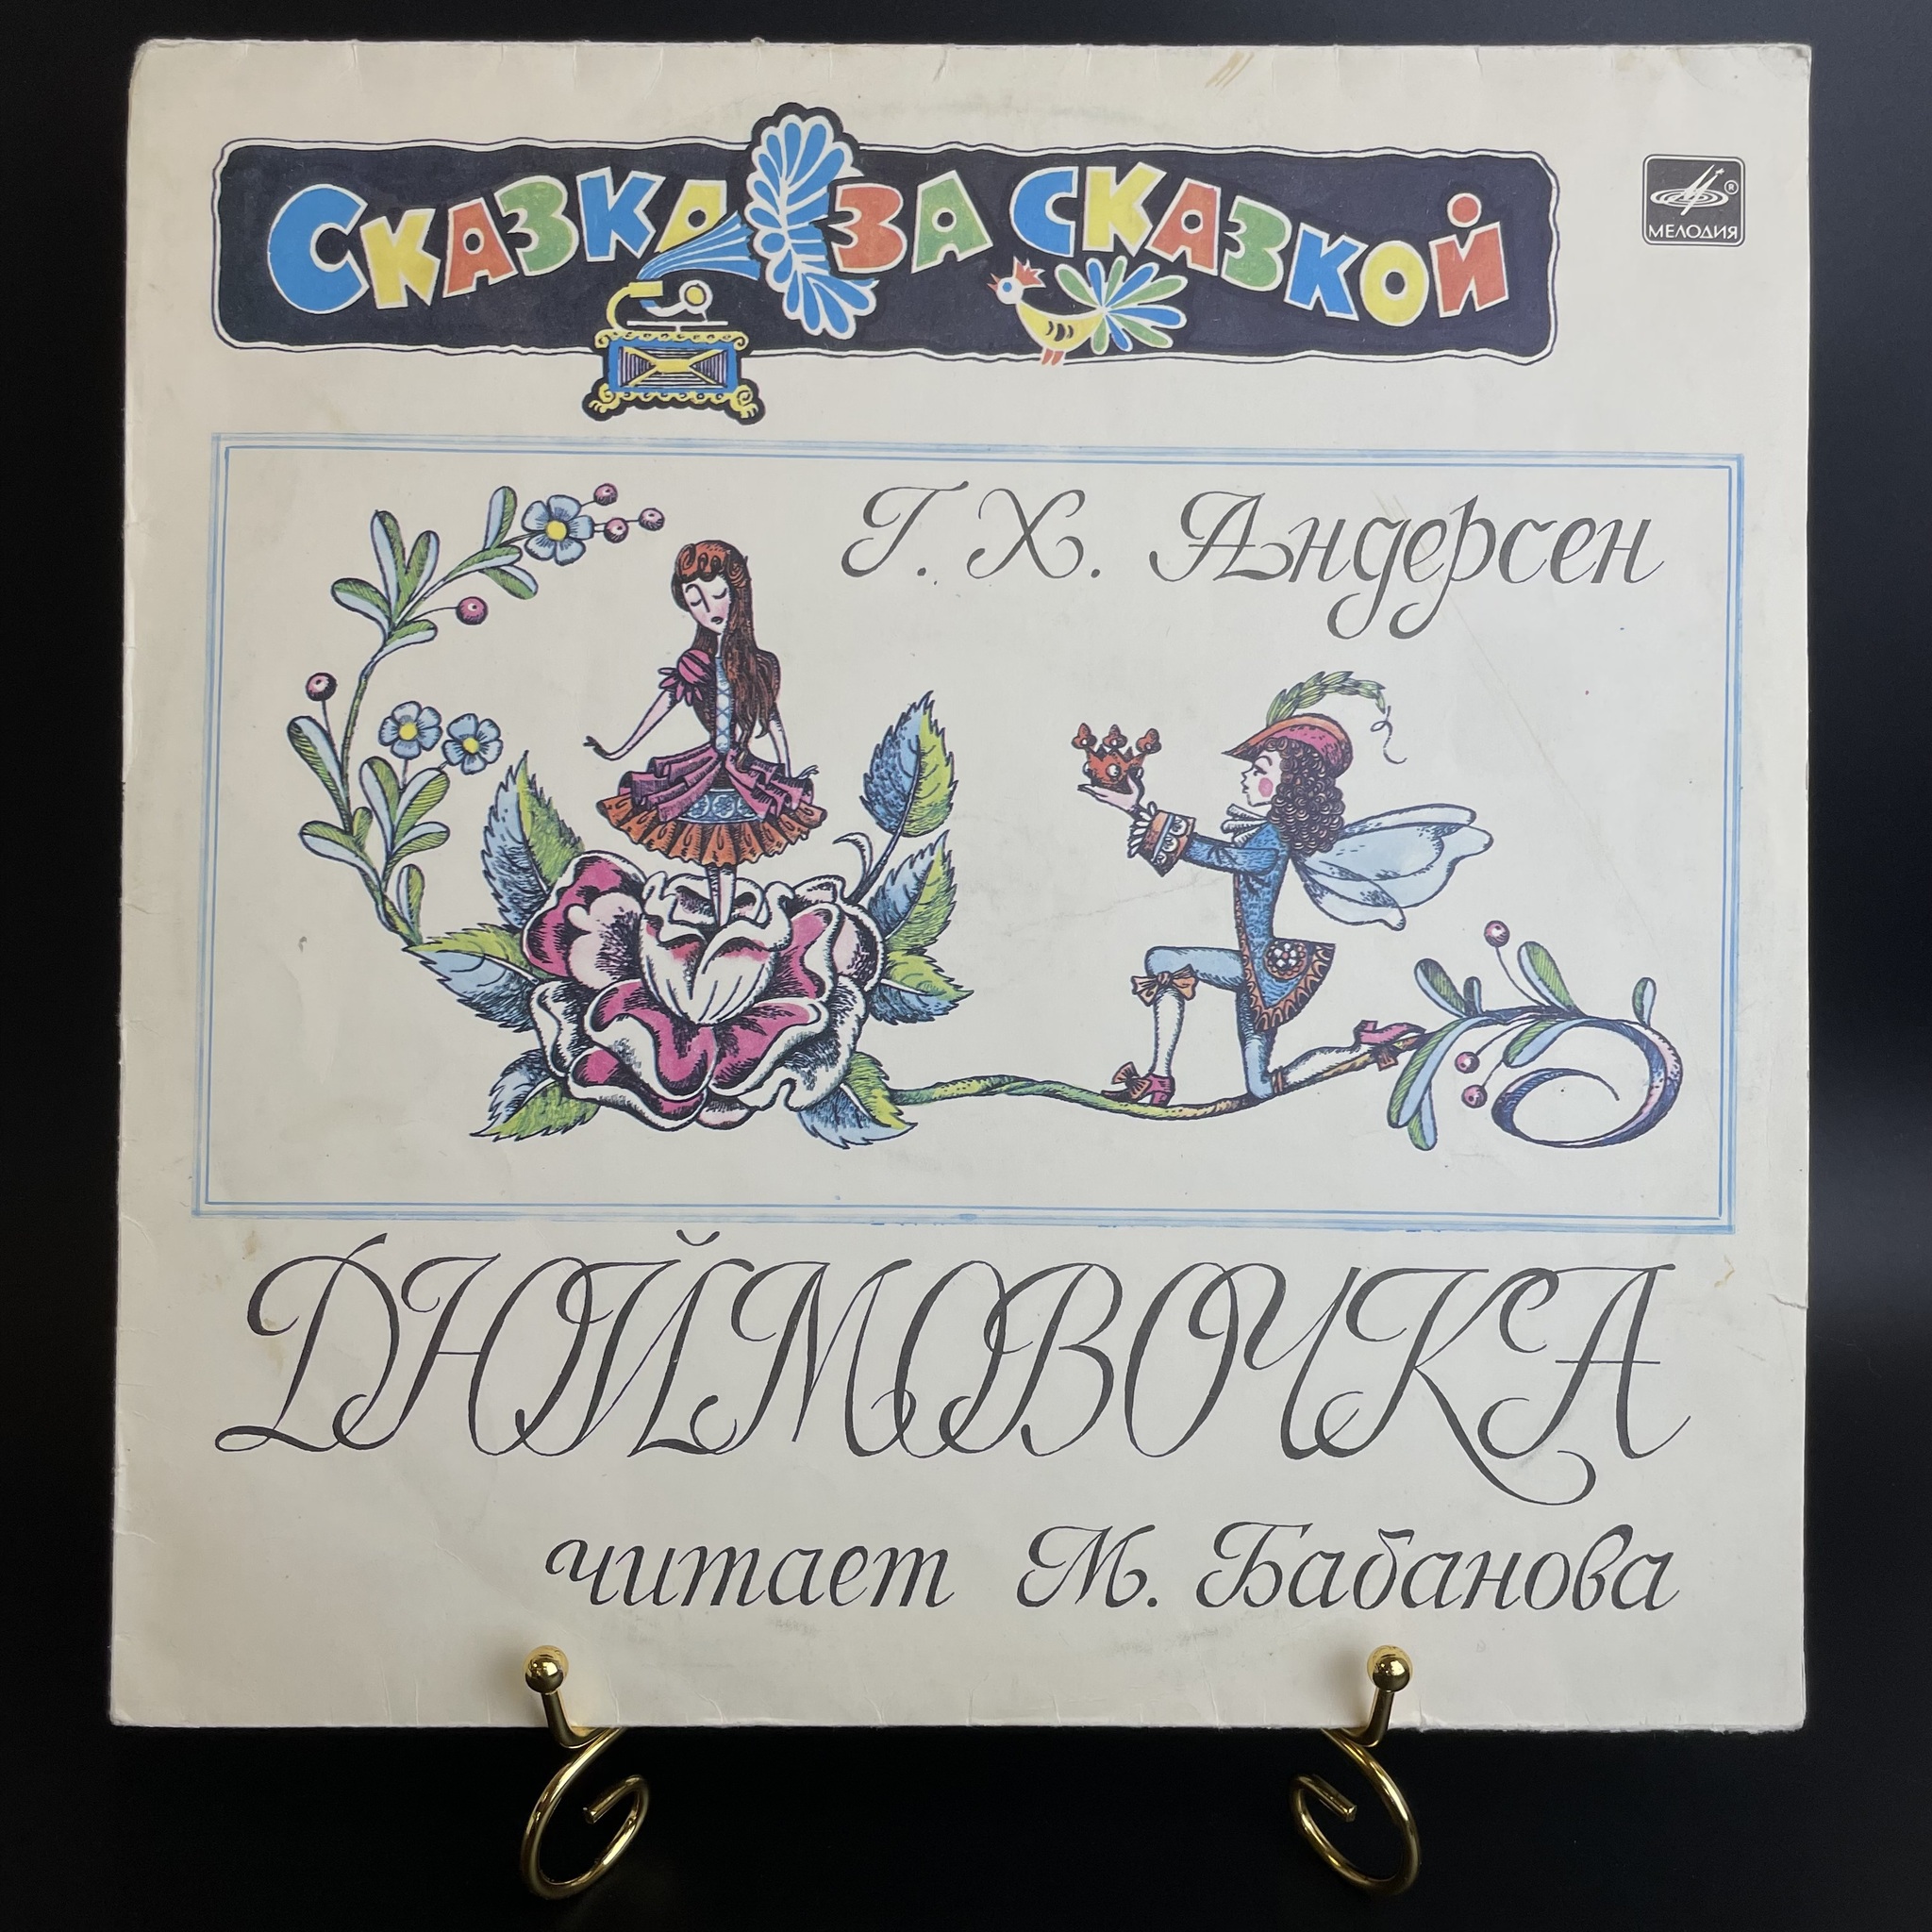 Сказка за сказкой
® МЕЛОДИЯ
Г. Х. Андерсен
ДЮЙМОВОЧКА
читает М. Бабанова